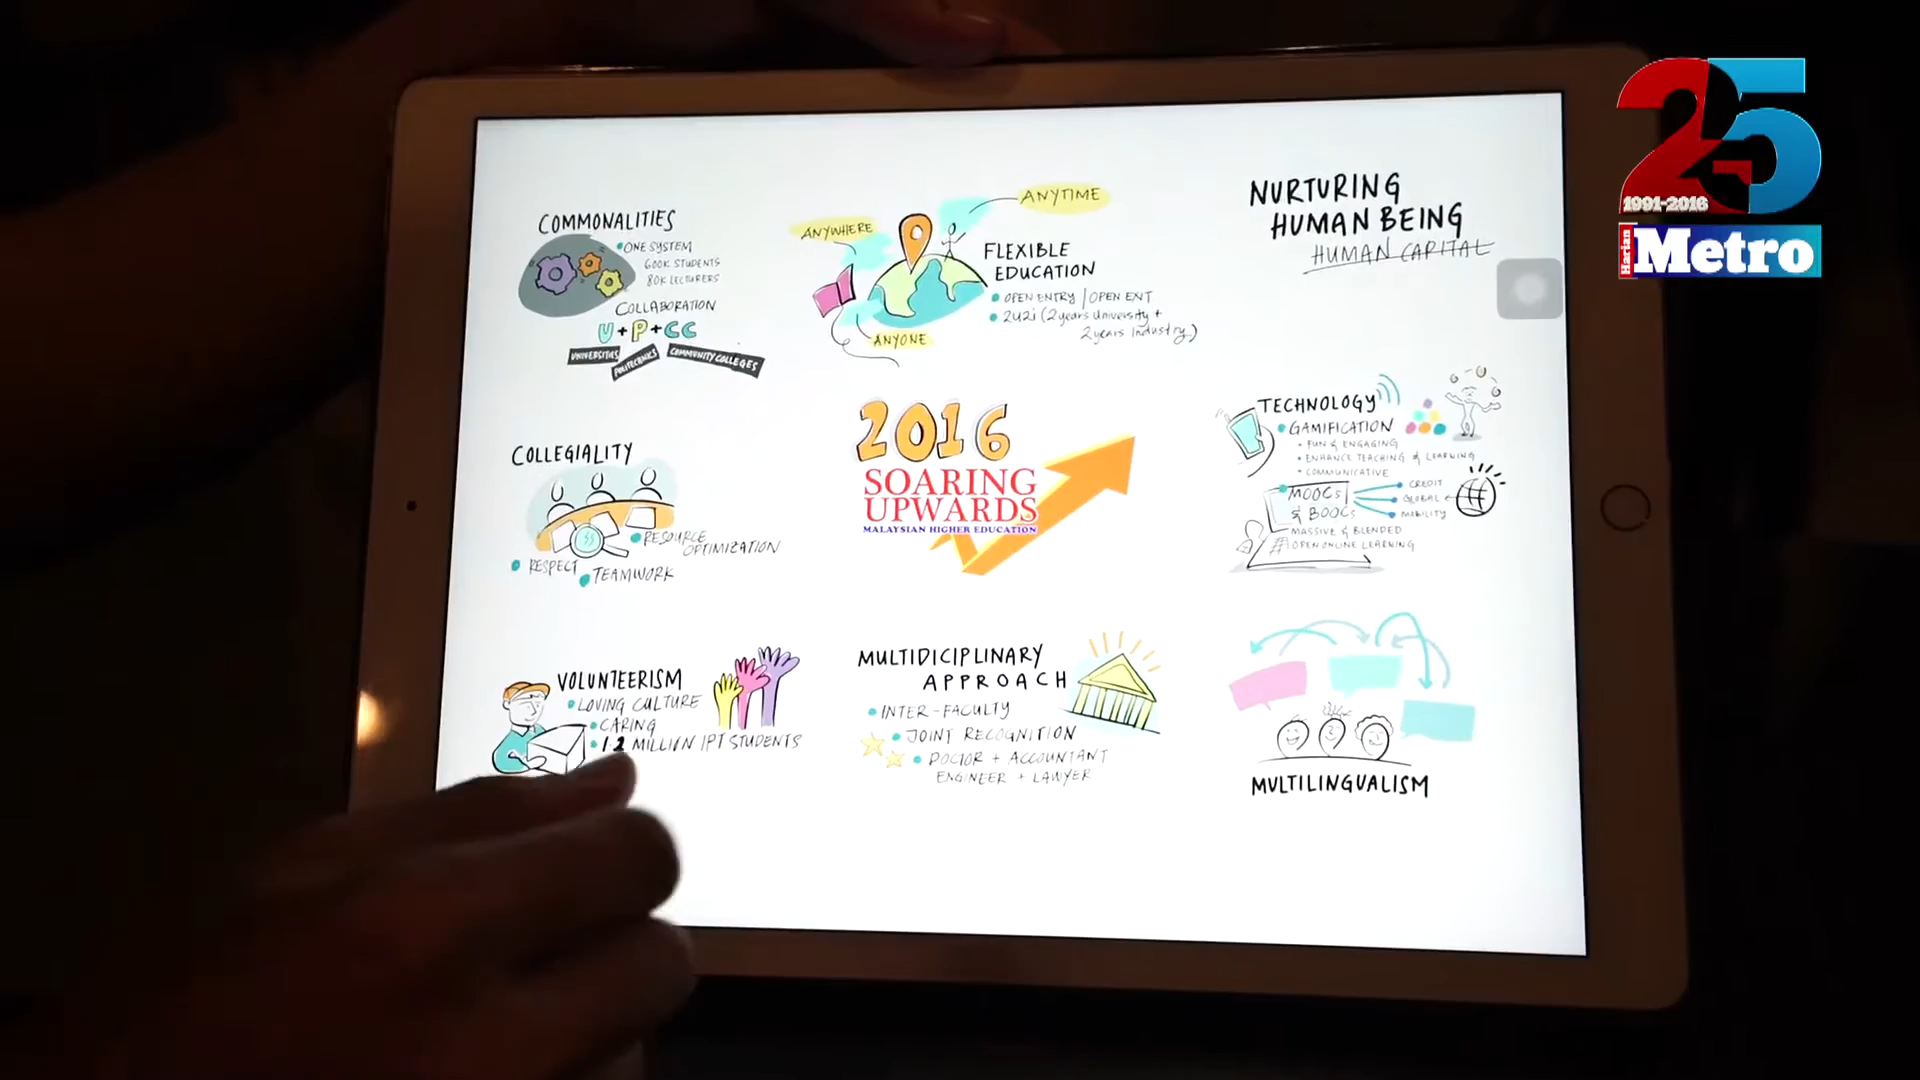 COMMONALITIES
ONE SYSTEM
600K STUDENTS
80K LECTURERS
COLLABORATION
U+P+CC
UNIVERSITIES
POLITECHNICS
COMMUNITY COLLEGES
ANYWHERE
ANYTIME
ANYONE
FLEXIBLE
EDUCATION
OPEN ENTRY / OPEN EXIT
2U2i (2 years University +
2 years Industry)
NURTURING
HUMAN BEING
HUMAN CAPITAL
25
1991-2016
Harian Metro
COLLEGIALITY
RESOURCE
OPTIMIZATION
RESPECT
TEAMWORK
2016
SOARING
UPWARDS
MALAYSIAN HIGHER EDUCATION
TECHNOLOGY
GAMIFICATION
FUN & ENGAGING
ENHANCE TEACHING & LEARNING
COMMUNICATIVE
MOOCs
& BOOCs
CREDIT
GLOBAL
MOBILITY
MASSIVE & BLENDED
OPEN ONLINE LEARNING
VOLUNTEERISM
LOVING CULTURE
CARING
1.2 MILLION IPT STUDENTS
MULTIDICIPLINARY
APPROACH
INTER-FACULTY
JOINT RECOGNITION
DOCTOR + ACCOUNTANT
ENGINEER + LAWYER
MULTILINGUALISM